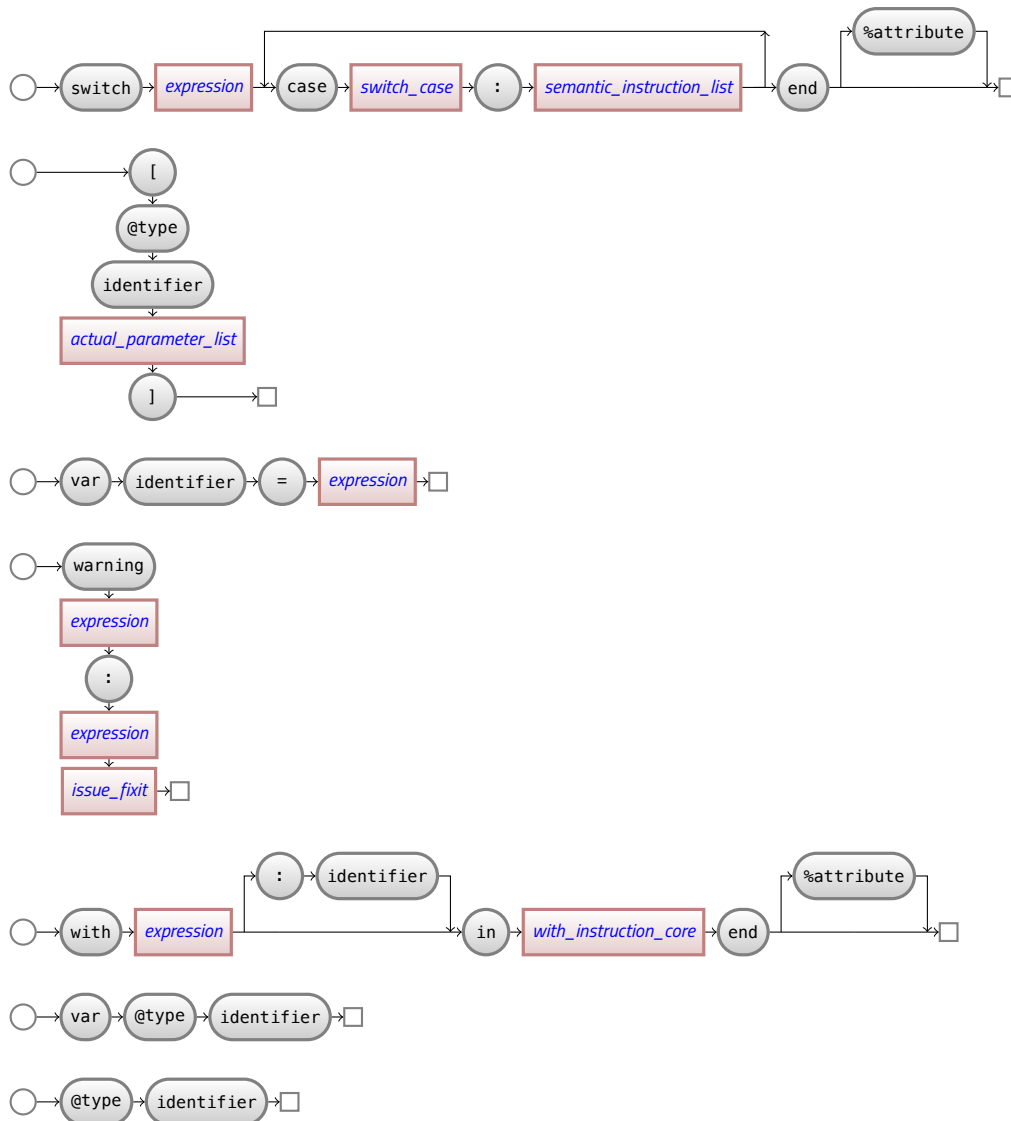 %attribute
switch expression case switch_case : semantic_instruction_list end
[
@type
identifier
actual_parameter_list
]
var identifier = expression
warning
expression
:
expression
issue_fixit
: identifier %attribute
with expression in with_instruction_core end
var @type identifier
@type identifier